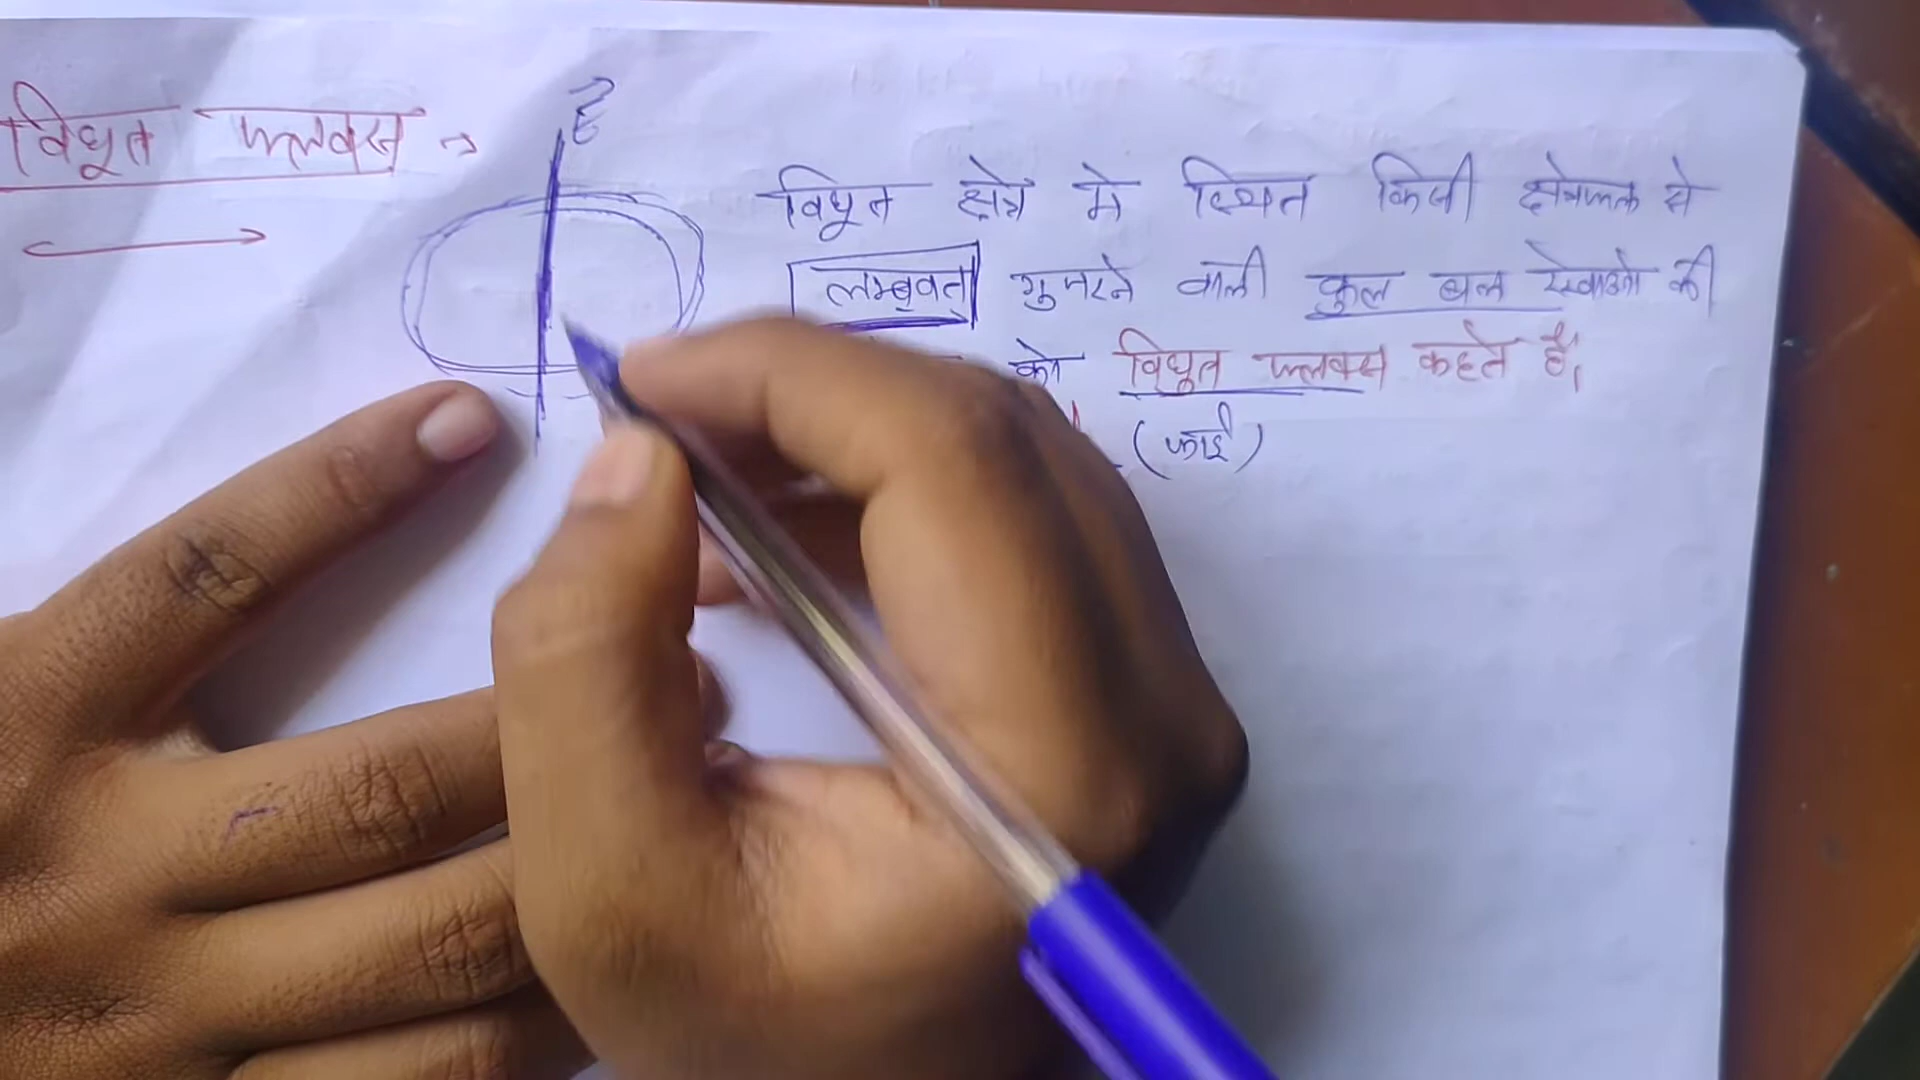 विधुत फ्लक्स →
E
विधुत क्षेत्र मे स्थित किसी क्षेत्रफल से
लम्बवत् गुजरने वाली कुल बल रेखाओ की
को विधुत फ्लक्स कहते है।
(फाई)